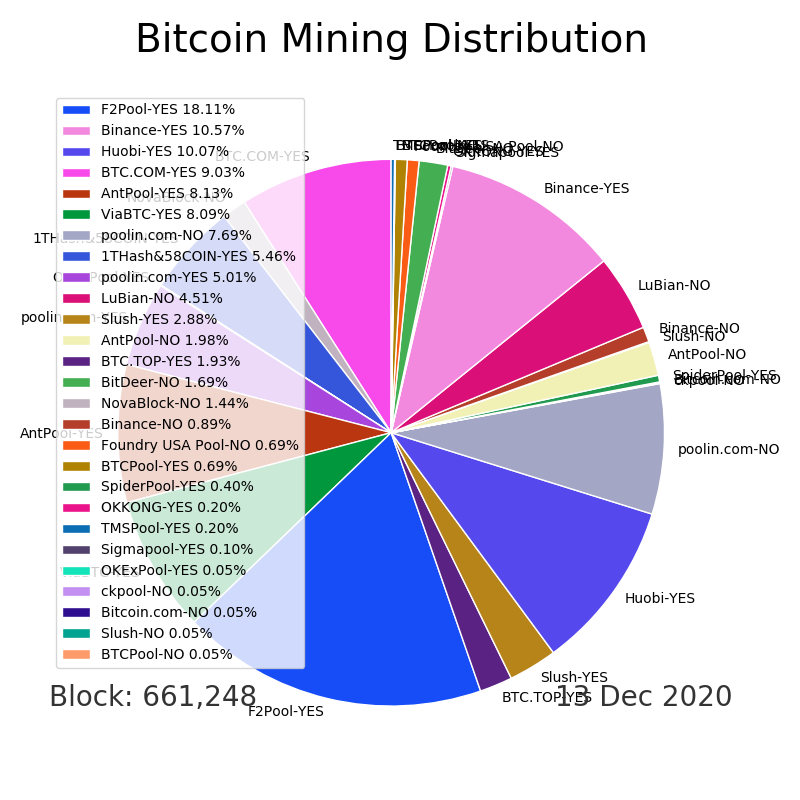 Bitcoin Mining Distribution
F2Pool-YES 18.11%
Binance-YES 10.57%
Huobi-YES 10.07%
BTC.COM-YES 9.03%
AntPool-YES 8.13%
ViaBTC-YES 8.09%
poolin.com-NO 7.69%
1THash&58COIN-YES 5.46%
poolin.com-YES 5.01%
LuBian-NO 4.51%
Slush-YES 2.88%
AntPool-NO 1.98%
BTC.TOP-YES 1.93%
BitDeer-NO 1.69%
NovaBlock-NO 1.44%
Binance-NO 0.89%
Foundry USA Pool-NO 0.69%
BTCPool-YES 0.69%
SpiderPool-YES 0.40%
OKKONG-YES 0.20%
TMSPool-YES 0.20%
Sigmapool-YES 0.10%
OKExPool-YES 0.05%
ckpool-NO 0.05%
Bitcoin.com-NO 0.05%
Slush-NO 0.05%
BTCPool-NO 0.05%
BTC.COM-YES
NovaBlock-NO
AntPool-YES
Sigmapool-YES
Binance-YES
LuBian-NO
Binance-NO
Slush-NO
AntPool-NO
SpiderPool-YES
ckpool-NO
poolin.com-NO
Huobi-YES
Slush-YES
BTC.TOP-YES
F2Pool-YES
Block: 661,248
13 Dec 2020